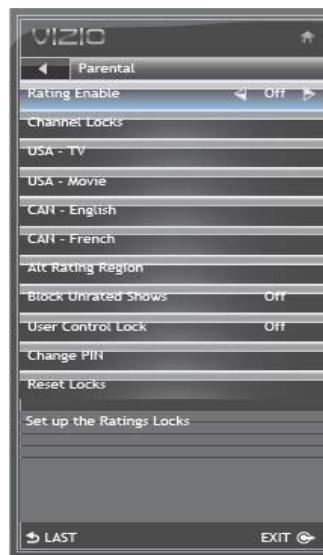 VIZIO
Parental
Rating Enable Off
Channel Locks
USA - TV
USA - Movie
CAN - English
CAN - French
Alt Rating Region
Block Unrated Shows Off
User Control Lock Off
Change PIN
Reset Locks
Set up the Ratings Locks
LAST EXIT